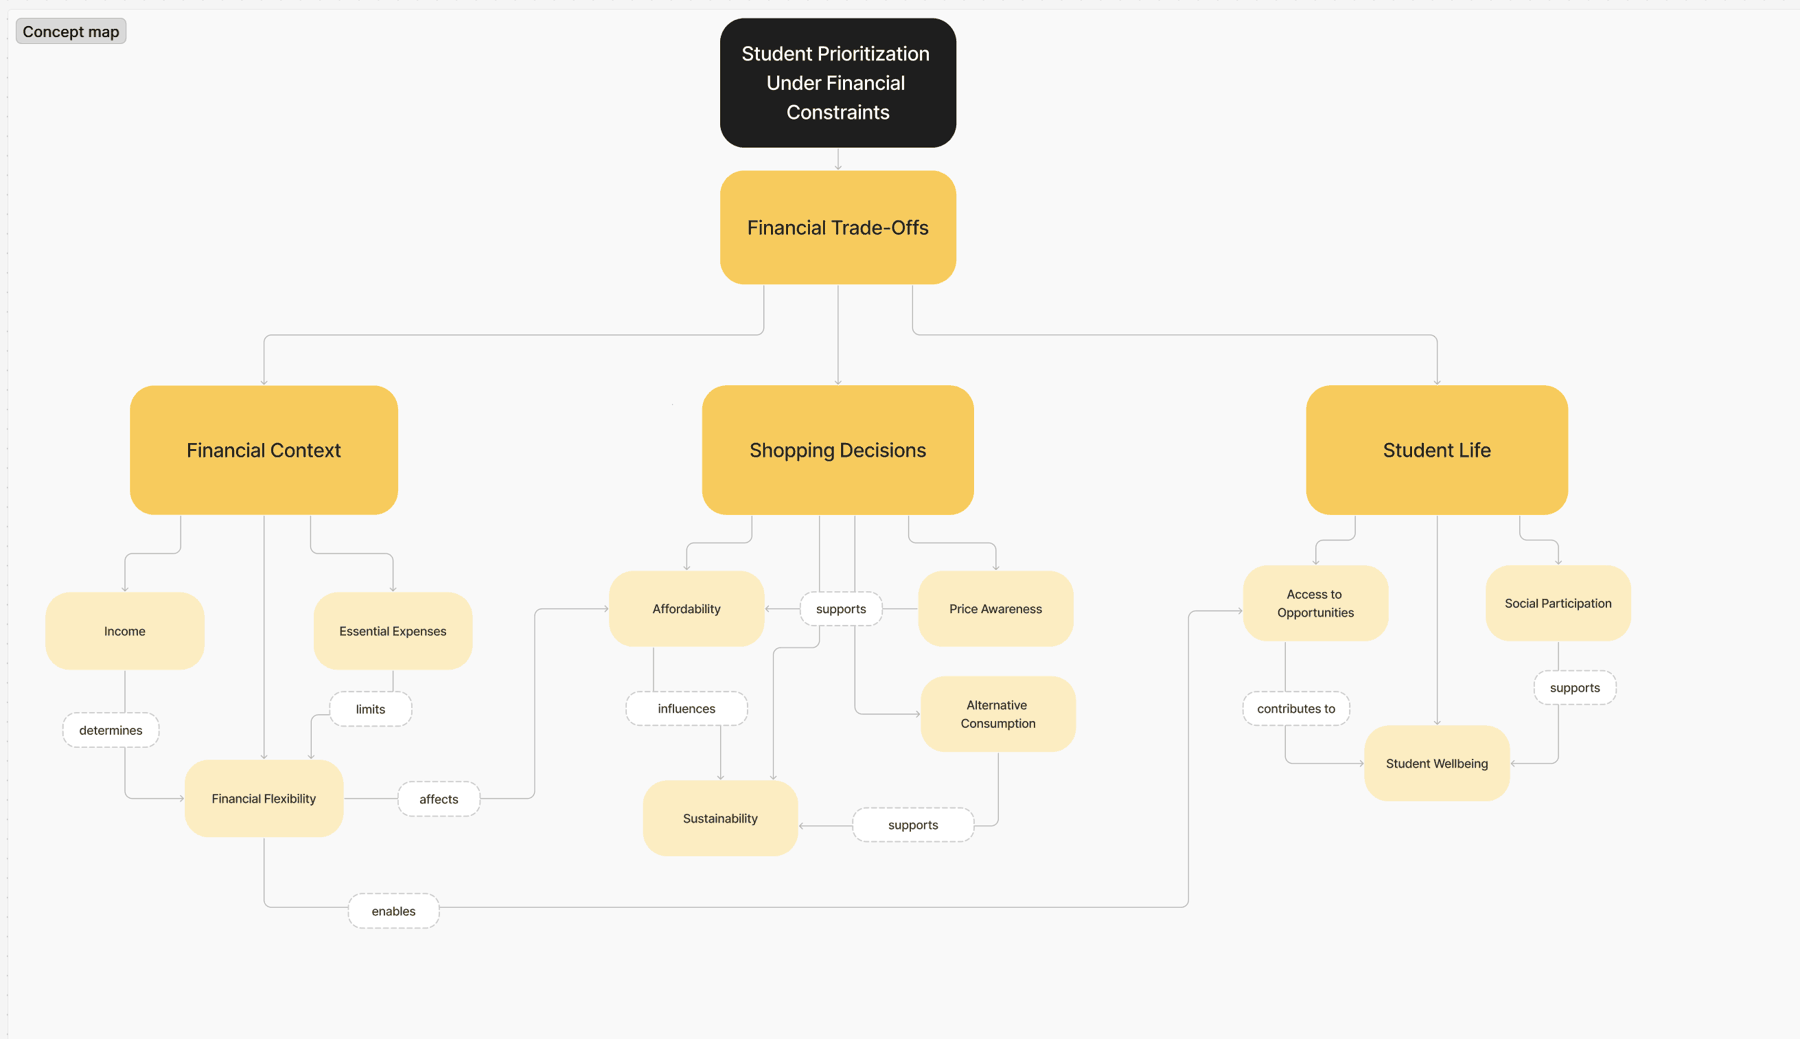 Concept map
Student Prioritization
Under Financial
Constraints
Financial Trade-Offs
Financial Context
Shopping Decisions
Student Life
Income
Essential Expenses
Affordability
supports
Price Awareness
Access to
Opportunities
Social Participation
determines
limits
influences
Alternative
Consumption
contributes to
supports
Student Wellbeing
Financial Flexibility
affects
Sustainability
supports
enables